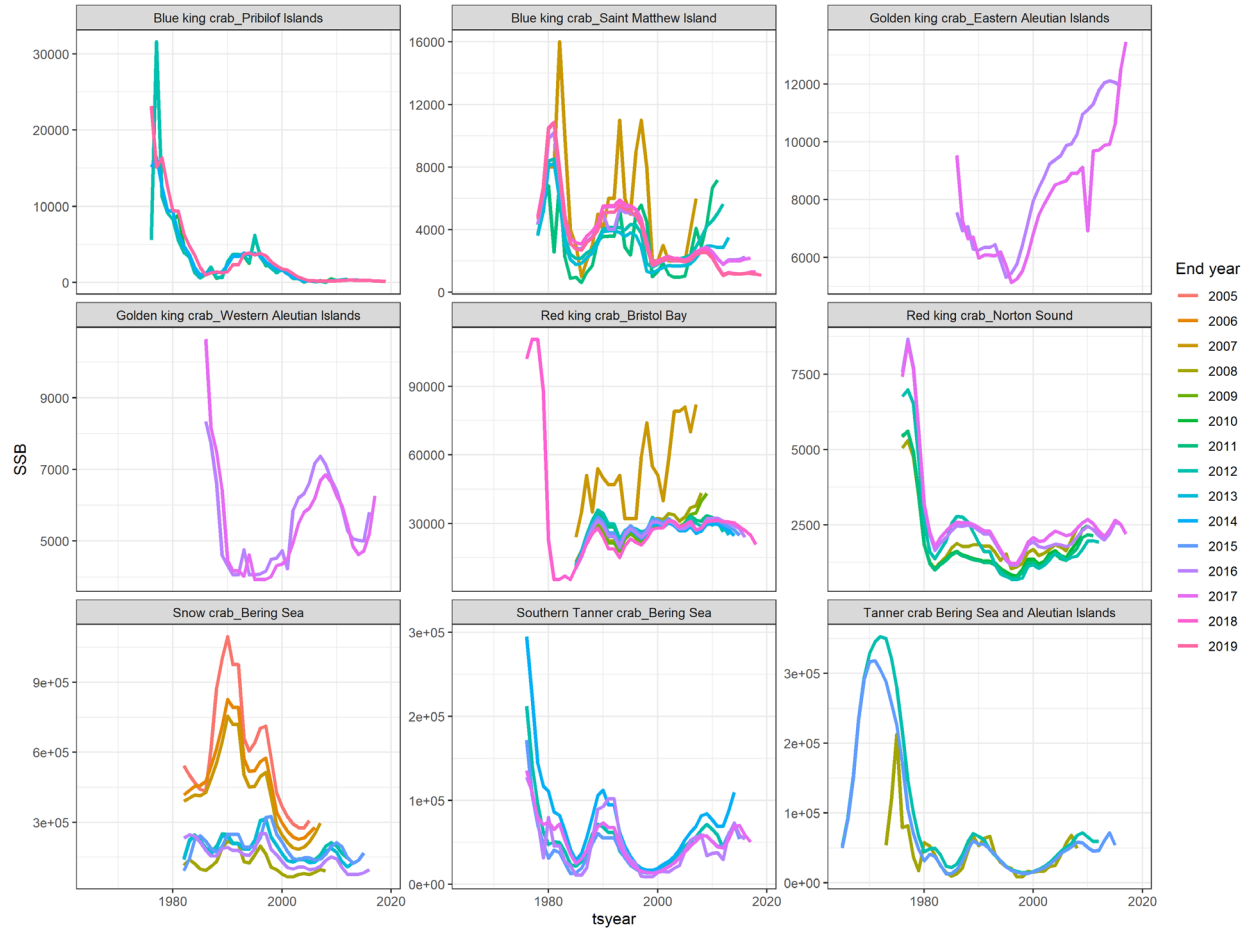 Blue king crab_Pribilof Islands
Blue king crab_Saint Matthew Island
Golden king crab_Eastern Aleutian Islands
30000
20000
10000
0
16000
12000
8000
4000
0
12000
10000
8000
6000
Golden king crab_Western Aleutian Islands
Red king crab_Bristol Bay
Red king crab_Norton Sound
9000
7000
5000
90000
60000
30000
7500
5000
2500
Snow crab_Bering Sea
Southern Tanner crab_Bering Sea
Tanner crab Bering Sea and Aleutian Islands
9e+05
6e+05
3e+05
3e+05
2e+05
1e+05
0e+00
3e+05
2e+05
1e+05
0e+00
1980 2000 2020
1980 2000 2020
1980 2000 2020
tsyear
SSB
End year
2005
2006
2007
2008
2009
2010
2011
2012
2013
2014
2015
2016
2017
2018
2019